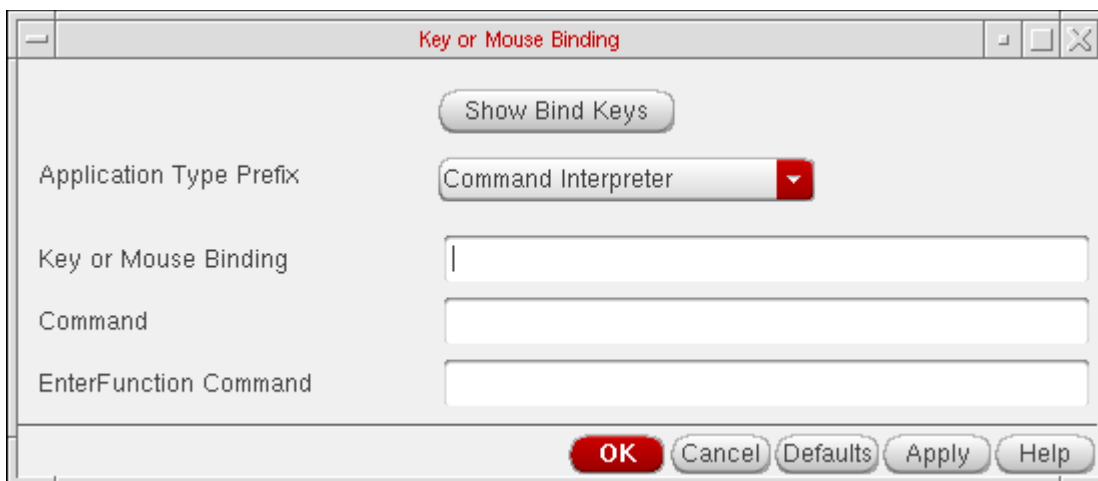 Key or Mouse Binding
Show Bind Keys
Application Type Prefix Command Interpreter
Key or Mouse Binding
Command
EnterFunction Command
OK Cancel Defaults Apply Help